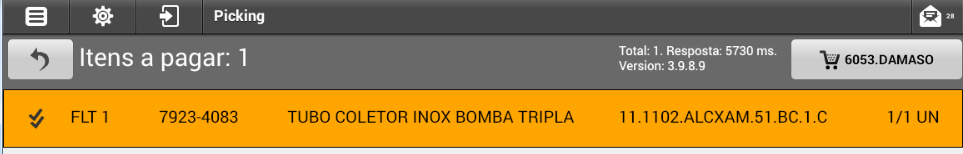 Picking
28
Itens a pagar: 1
Total: 1. Resposta: 5730 ms.
Version: 3.9.8.9
6053.DAMASO
FLT 1 7923-4083 TUBO COLETOR INOX BOMBA TRIPLA 11.1102.ALCXAM.51.BC.1.C 1/1 UN